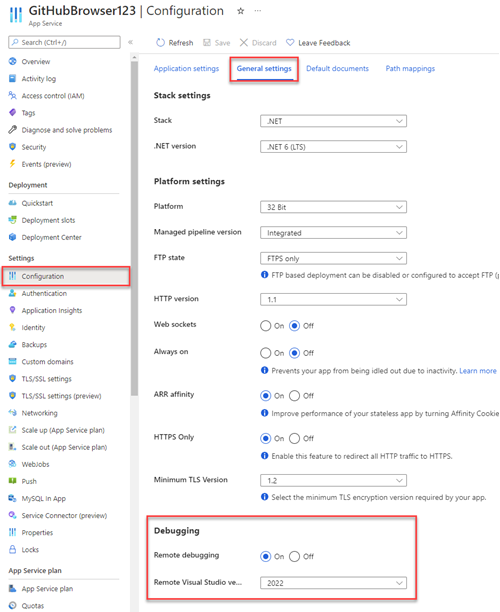 GitHubBrowser123 | Configuration
App Service
Search (Ctrl+/)
Overview
Activity log
Access control (IAM)
Tags
Diagnose and solve problems
Security
Events (preview)
Deployment
Quickstart
Deployment slots
Deployment Center
Settings
Configuration
Authentication
Application Insights
Identity
Backups
Custom domains
TLS/SSL settings
TLS/SSL settings (preview)
Networking
Scale up (App Service plan)
Scale out (App Service plan)
WebJobs
Push
MySQL In App
Service Connector (preview)
Properties
Locks
App Service plan
App Service plan
Quotas
Refresh Save Discard Leave Feedback
Application settings General settings Default documents Path mappings
Stack settings
Stack .NET
.NET version .NET 6 (LTS)
Platform settings
Platform 32 Bit
Managed pipeline version Integrated
FTP state FTPS only
FTP based deployment can be disabled or configured to accept FTP (
HTTP version 1.1
Web sockets On Off
Always on On Off
Prevents your app from being idled out due to inactivity. Learn more
ARR affinity On Off
Improve performance of your stateless app by turning Affinity Cookie
HTTPS Only On Off
Enable this feature to redirect all HTTP traffic to HTTPS.
Minimum TLS Version 1.2
Select the minimum TLS encryption version required by your app.
Debugging
Remote debugging On Off
Remote Visual Studio ve... 2022